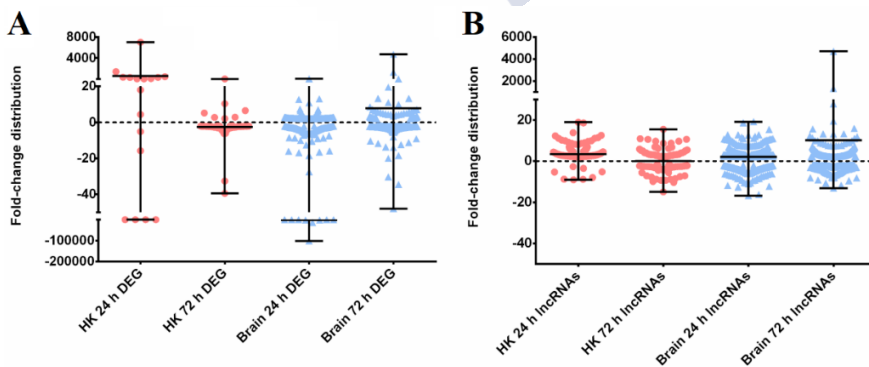 A
Fold-change distribution
8000
4000
20
0
-20
-40
-100000
-200000
HK 24 h DEG
HK 72 h DEG
Brain 24 h DEG
Brain 72 h DEG
B
Fold-change distribution
6000
4000
2000
20
0
-20
-40
HK 24 h lncRNAs
HK 72 h lncRNAs
Brain 24 h lncRNAs
Brain 72 h lncRNAs